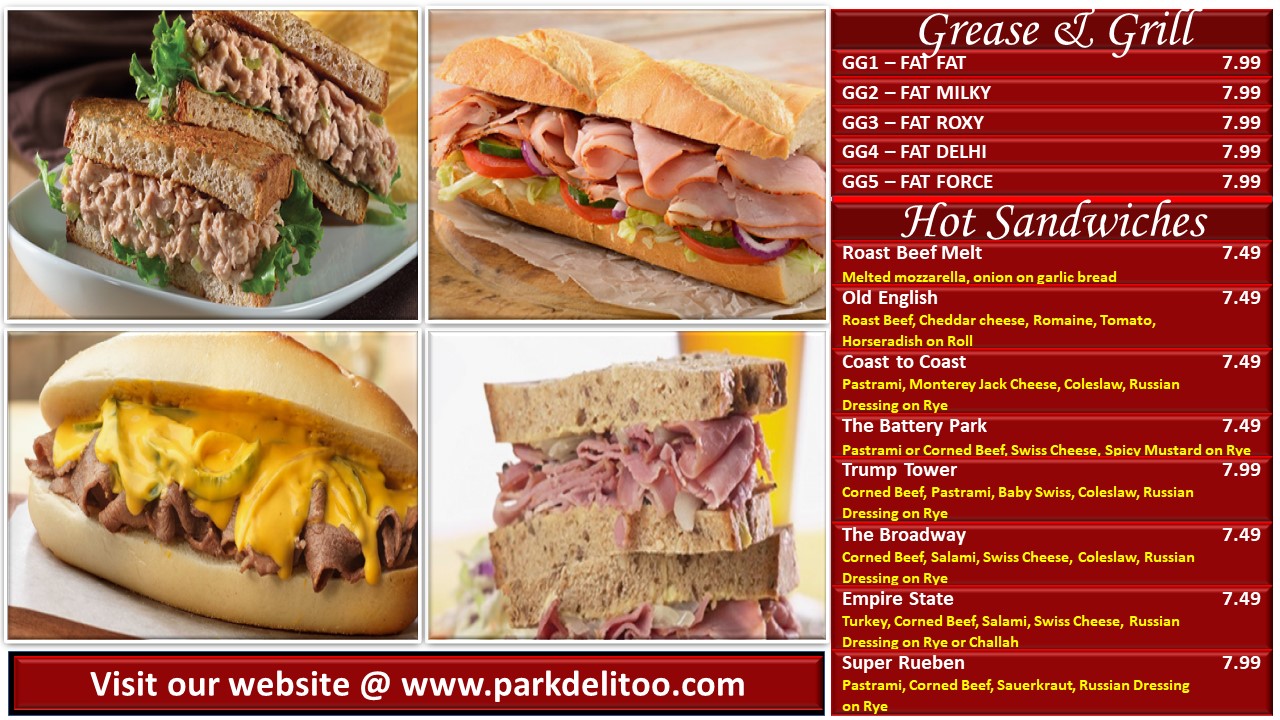 Grease & Grill
GG1 – FAT FAT 7.99
GG2 – FAT MILKY 7.99
GG3 – FAT ROXY 7.99
GG4 – FAT DELHI 7.99
GG5 – FAT FORCE 7.99
Hot Sandwiches
Roast Beef Melt 7.49
Melted mozzarella, onion on garlic bread
Old English 7.49
Roast Beef, Cheddar cheese, Romaine, Tomato,
Horseradish on Roll
Coast to Coast 7.49
Pastrami, Monterey Jack Cheese, Coleslaw, Russian
Dressing on Rye
The Battery Park 7.49
Pastrami or Corned Beef, Swiss Cheese, Spicy Mustard on Rye
Trump Tower 7.99
Corned Beef, Pastrami, Baby Swiss, Coleslaw, Russian
Dressing on Rye
The Broadway 7.49
Corned Beef, Salami, Swiss Cheese, Coleslaw, Russian
Dressing on Rye
Empire State 7.49
Turkey, Corned Beef, Salami, Swiss Cheese, Russian
Dressing on Rye or Challah
Super Rueben 7.99
Pastrami, Corned Beef, Sauerkraut, Russian Dressing
on Rye
Visit our website @ www.parkdelitoo.com